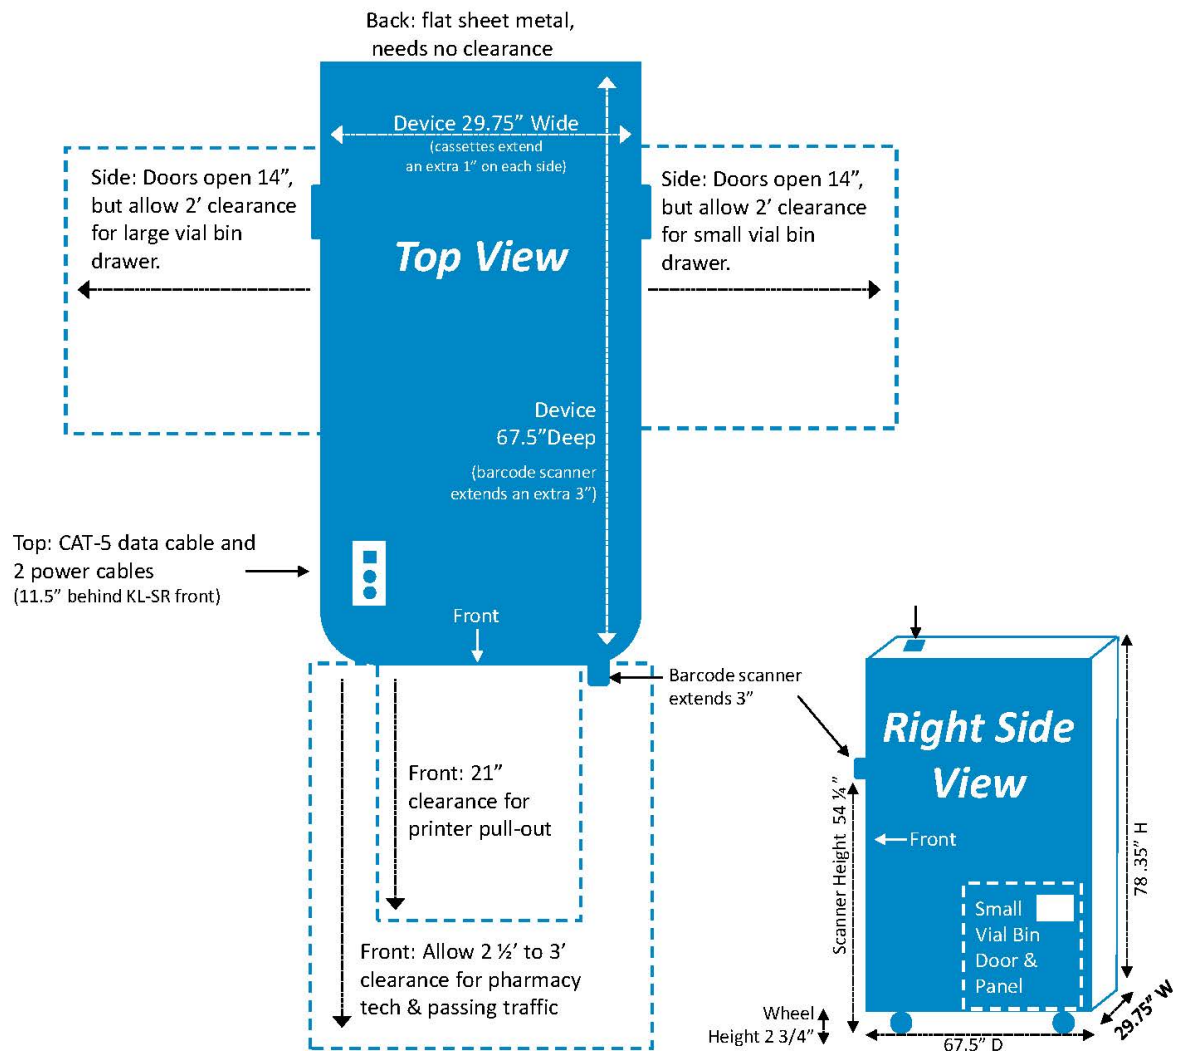 Back: flat sheet metal,
needs no clearance
Device 29.75” Wide
(cassettes extend
an extra 1” on each side)
Side: Doors open 14”,
but allow 2’ clearance
for large vial bin
drawer.
Top View
Side: Doors open 14”,
but allow 2’ clearance
for small vial bin
drawer.
Device
67.5”Deep
(barcode scanner
extends an extra 3”)
Top: CAT-5 data cable and
2 power cables
(11.5” behind KL-SR front)
Front
Barcode scanner
extends 3”
Front: 21”
clearance for
printer pull-out
Front: Allow 2 ½’ to 3’
clearance for pharmacy
tech & passing traffic
Right Side
View
Scanner Height 54 ¼”
Front
78.35” H
Small
Vial Bin
Door &
Panel
Wheel
Height 2 3/4”
67.5” D
29.75” W